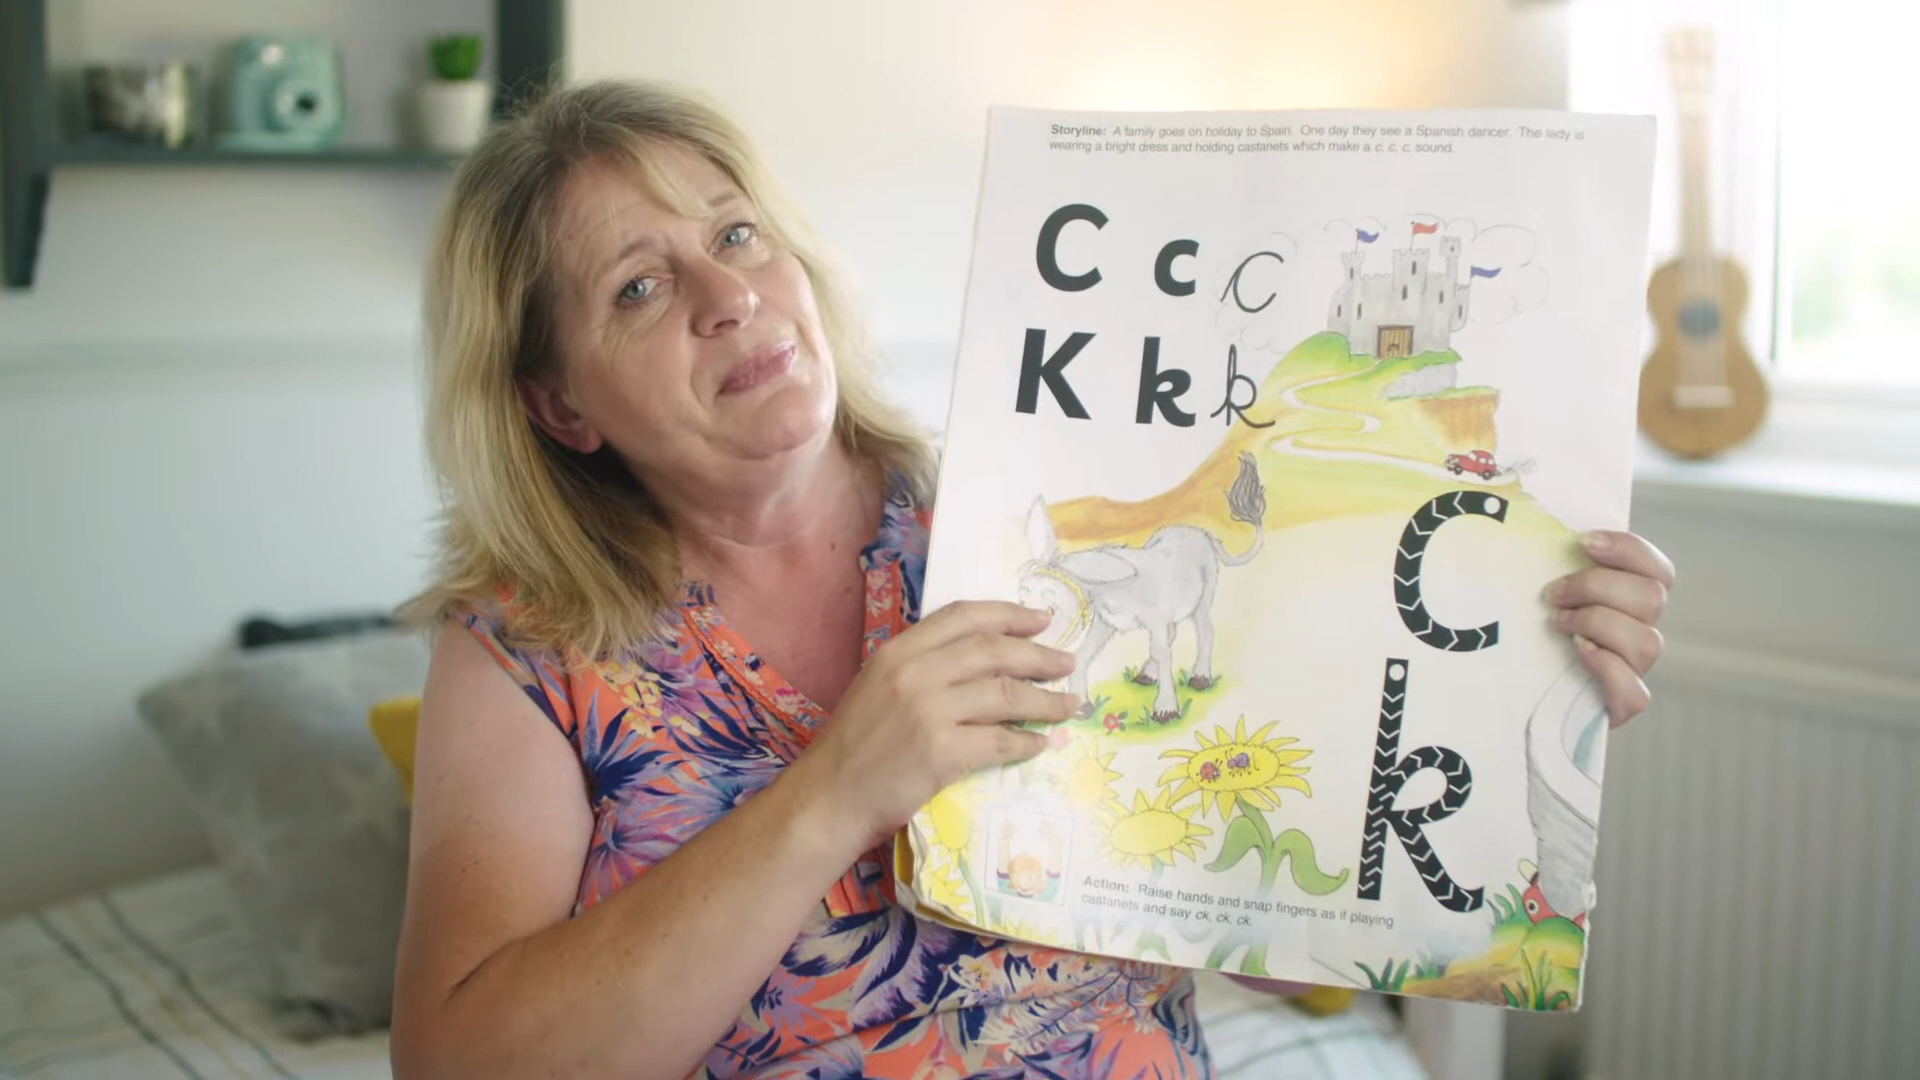 Storyline: A family goes on holiday to Spain. One day they see a Spanish dancer. The lady is
wearing a bright dress and holding castanets which make a c, c, c, sound.
C c c
K k k
c
k
Action: Raise hands and snap fingers as if playing
castanets and say ck, ck, ck.